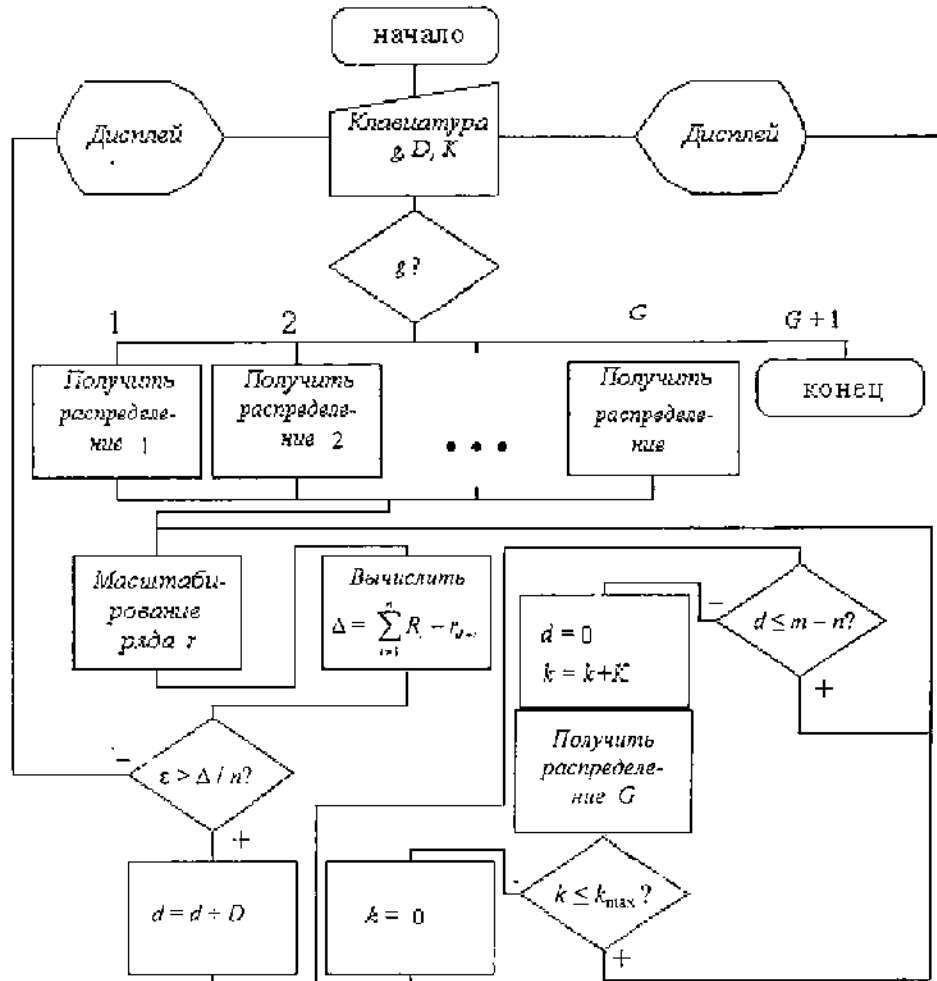 начало
Дисплей
Клавиатура
g, D, K
Дисплей
g?
1
2
G
G + 1
Получить
распределе-
ние 1
Получить
распределе-
ние 2
• • •
Получить
распределе-
ние
конец
Масштаби-
рование
ряда r
Вычислить
Δ = ∑ R − r
n
i=1
−
d = 0
k = k+K
d ≤ m − n?
+
Получить
распределе-
ние G
−
ε > Δ / n?
+
d = d + D
k = 0
-
k ≤ kmax ?
+